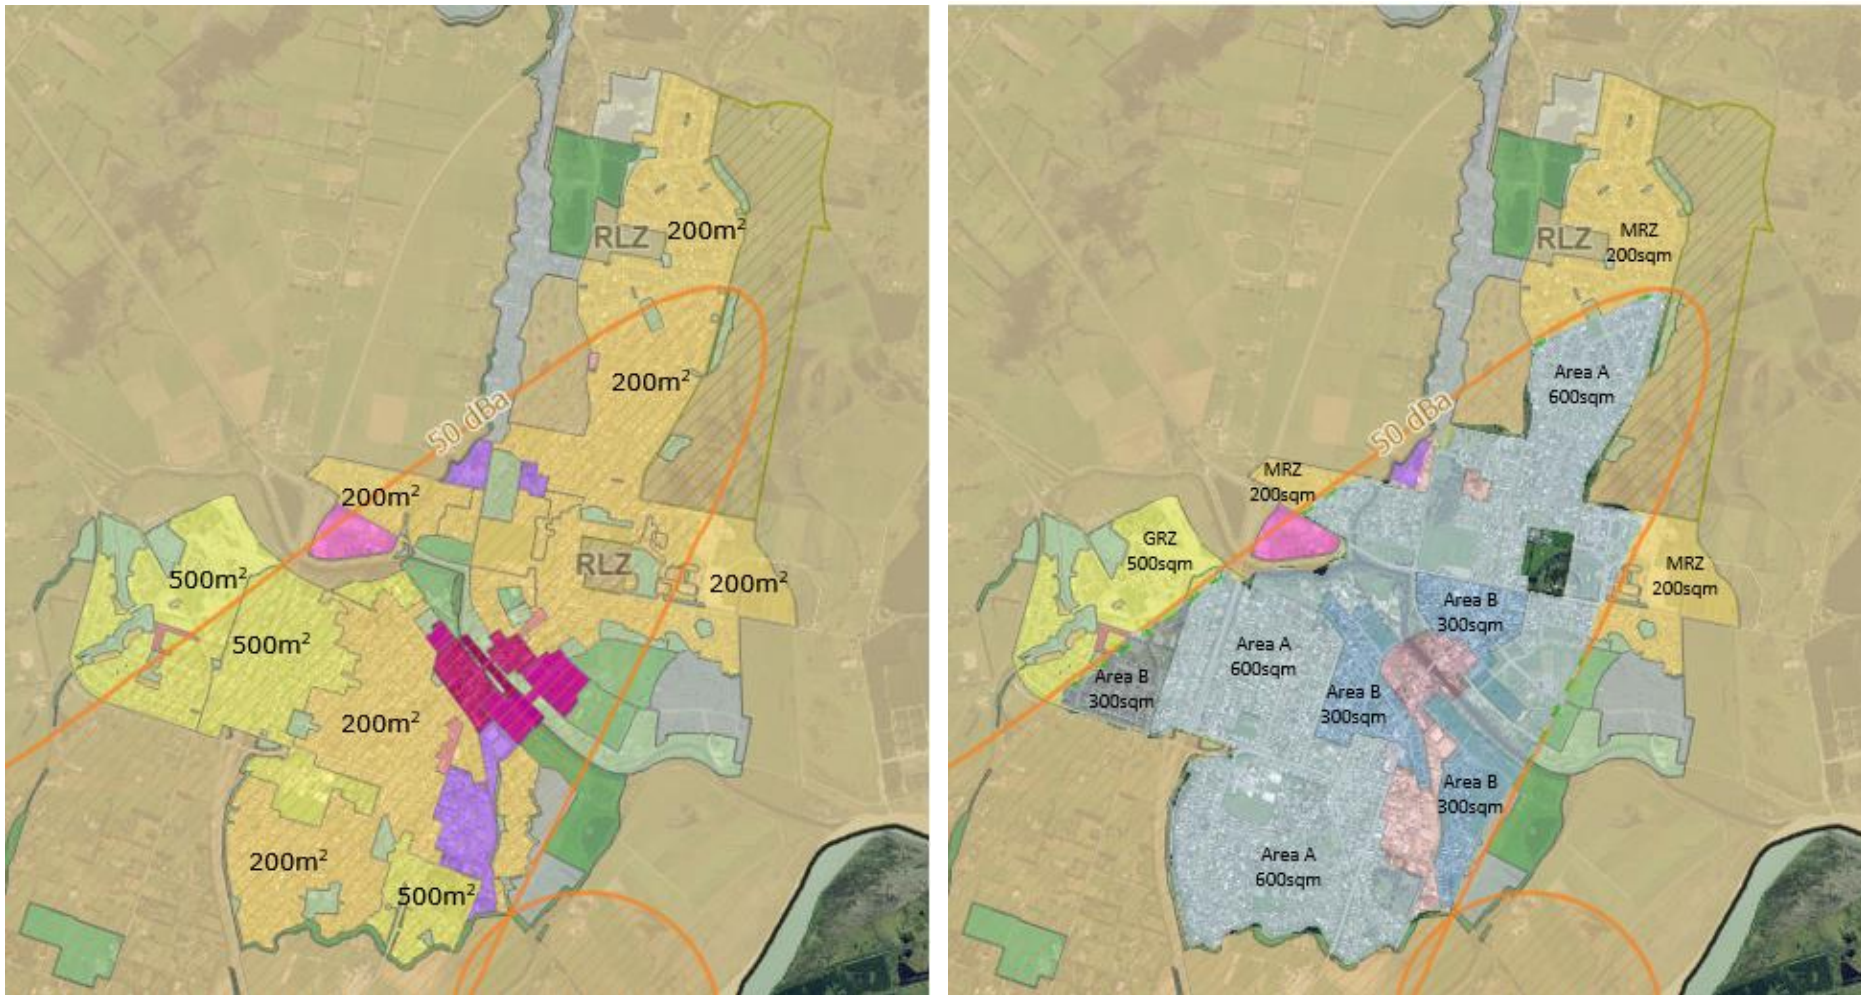 RLZ
200m²
200m²
50 dBa
200m²
500m²
RLZ
200m²
500m²
200m²
200m²
500m²
MRZ
200sqm
RLZ
Area A
600sqm
50 dBa
MRZ
200sqm
GRZ
500sqm
MRZ
200sqm
Area B
300sqm
Area A
600sqm
Area B
300sqm
Area B
300sqm
Area B
300sqm
Area A
600sqm